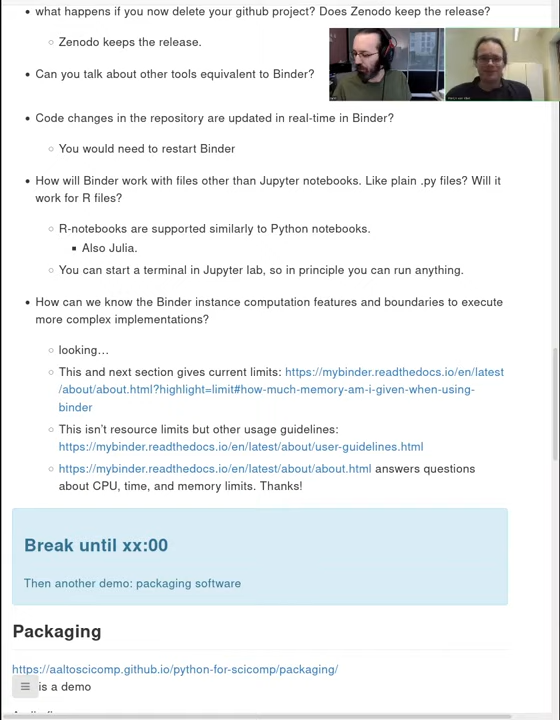 what happens if you now delete your github project? Does Zenodo keep the release?
Zenodo keeps the release.
Can you talk about other tools equivalent to Binder?
Code changes in the repository are updated in real-time in Binder?
You would need to restart Binder
How will Binder work with files other than Jupyter notebooks. Like plain .py files? Will it
work for R files?
R-notebooks are supported similarly to Python notebooks.
Also Julia.
You can start a terminal in Jupyter lab, so in principle you can run anything.
How can we know the Binder instance computation features and boundaries to execute
more complex implementations?
looking…
This and next section gives current limits: https://mybinder.readthedocs.io/en/latest
/about/about.html?highlight=limit#how-much-memory-am-i-given-when-using-
binder
This isn't resource limits but other usage guidelines:
https://mybinder.readthedocs.io/en/latest/about/user-guidelines.html
https://mybinder.readthedocs.io/en/latest/about/about.html answers questions
about CPU, time, and memory limits. Thanks!
Break until xx:00
Then another demo: packaging software
Packaging
https://aaltoscicomp.github.io/python-for-scicomp/packaging/
is a demo